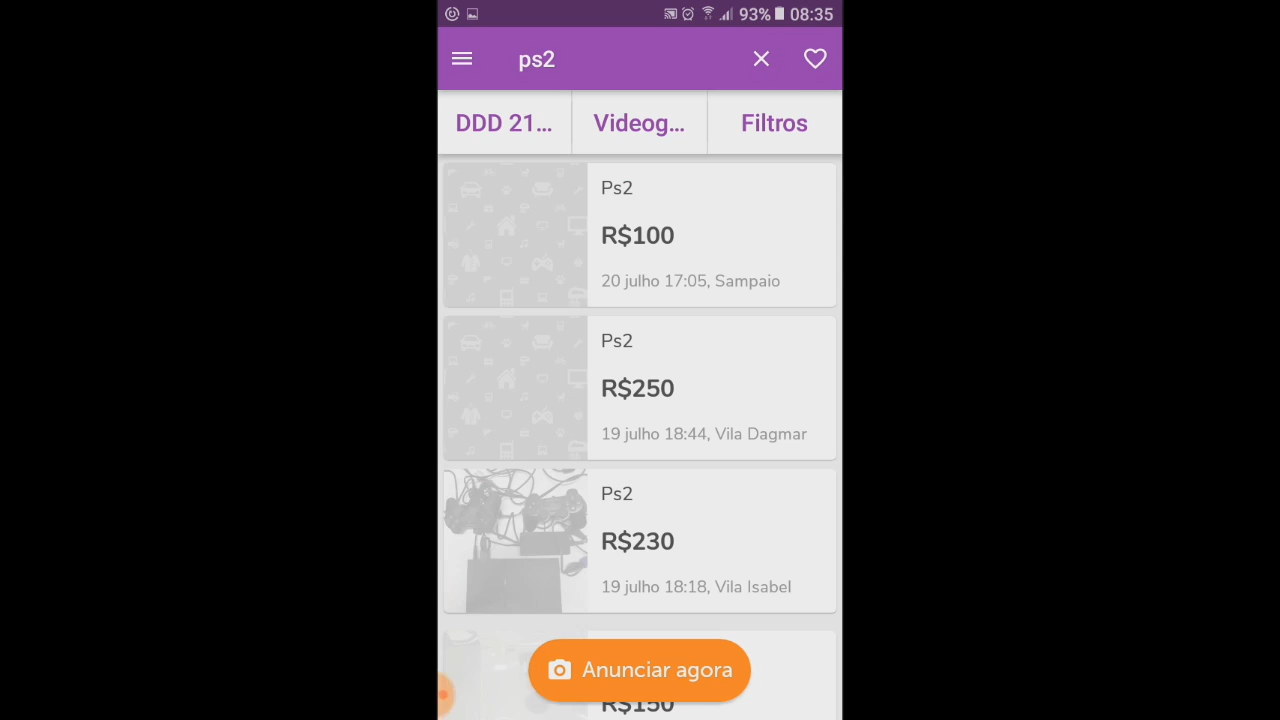 93% 08:35
ps2
DDD 21...
Videog...
Filtros
Ps2
R$100
20 julho 17:05, Sampaio
Ps2
R$250
19 julho 18:44, Vila Dagmar
Ps2
R$230
19 julho 18:18, Vila Isabel
Anunciar agora
R$150